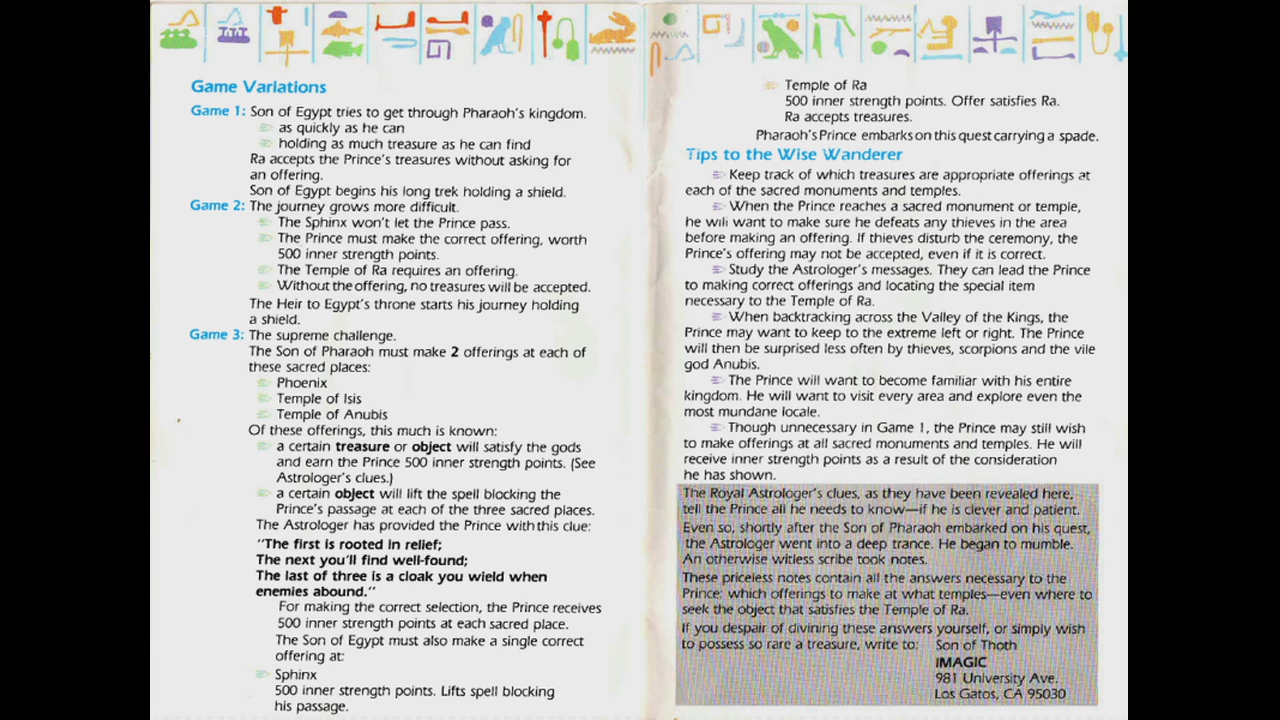 Game Variations
Game 1: Son of Egypt tries to get through Pharaoh's kingdom.
as quickly as he can
holding as much treasure as he can find
Ra accepts the Prince's treasures without asking for
an offering.
Son of Egypt begins his long trek holding a shield.
Game 2: The journey grows more difficult.
The Sphinx won't let the Prince pass.
The Prince must make the correct offering, worth
500 inner strength points.
The Temple of Ra requires an offering.
Without the offering, no treasures will be accepted.
The Heir to Egypt's throne starts his journey holding
a shield.
Game 3: The supreme challenge.
The Son of Pharaoh must make 2 offerings at each of
these sacred places:
Phoenix
Temple of Isis
Temple of Anubis
Of these offerings, this much is known:
a certain treasure or object will satisfy the gods
and earn the Prince 500 inner strength points. (See
Astrologer's clues.)
a certain object will lift the spell blocking the
Prince's passage at each of the three sacred places.
The Astrologer has provided the Prince with this clue:
"The first is rooted in relief;
The next you'll find well-found;
The last of three is a cloak you wield when
enemies abound."
For making the correct selection, the Prince receives
500 inner strength points at each sacred place.
The Son of Egypt must also make a single correct
offering at:
Sphinx
500 inner strength points. Lifts spell blocking
his passage.
Temple of Ra
500 inner strength points. Offer satisfies Ra.
Ra accepts treasures.
Pharaoh's Prince embarks on this quest carrying a spade.
Tips to the Wise Wanderer
Keep track of which treasures are appropriate offerings at
each of the sacred monuments and temples.
When the Prince reaches a sacred monument or temple,
he will want to make sure he defeats any thieves in the area
before making an offering. If thieves disturb the ceremony, the
Prince's offering may not be accepted, even if it is correct.
Study the Astrologer's messages. They can lead the Prince
to making correct offerings and locating the special item
necessary to the Temple of Ra.
When backtracking across the Valley of the Kings, the
Prince may want to keep to the extreme left or right. The Prince
will then be surprised less often by thieves, scorpions and the vile
god Anubis.
The Prince will want to become familiar with his entire
kingdom. He will want to visit every area and explore even the
most mundane locale.
Though unnecessary in Game 1, the Prince may still wish
to make offerings at all sacred monuments and temples. He will
receive inner strength points as a result of the consideration
he has shown.
The Royal Astrologer's clues, as they have been revealed here,
tell the Prince all he needs to know—if he is clever and patient.
Even so, shortly after the Son of Pharaoh embarked on his quest,
the Astrologer went into a deep trance. He began to mumble.
An otherwise witless scribe took notes.
These priceless notes contain all the answers necessary to the
Prince: which offerings to make at what temples—even where to
seek the object that satisfies the Temple of Ra.
If you despair of divining these answers yourself, or simply wish
to possess so rare a treasure, write to: Son of Thoth
IMAGIC
981 University Ave.
Los Gatos, CA 95030